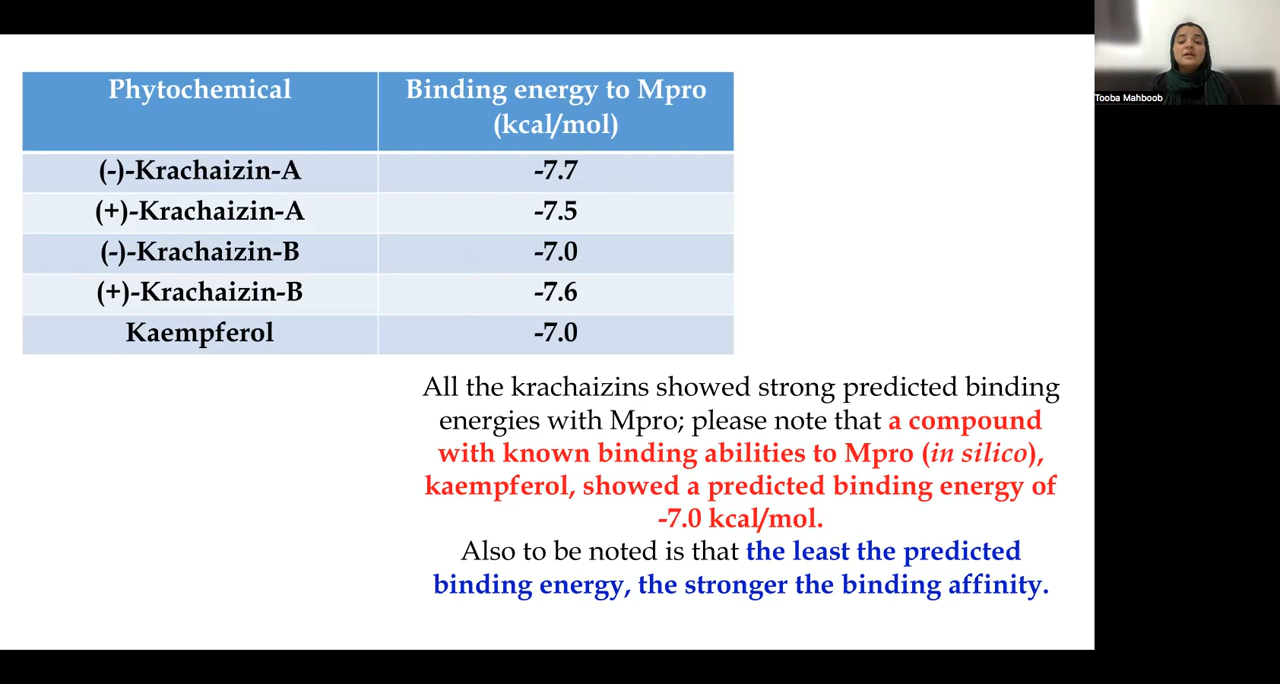 Phytochemical
Binding energy to Mpro
(kcal/mol)
(-)-Krachaizin-A
-7.7
(+)-Krachaizin-A
-7.5
(-)-Krachaizin-B
-7.0
(+)-Krachaizin-B
-7.6
Kaempferol
-7.0
All the krachaizins showed strong predicted binding
energies with Mpro; please note that a compound
with known binding abilities to Mpro (in silico),
kaempferol, showed a predicted binding energy of
-7.0 kcal/mol.
Also to be noted is that the least the predicted
binding energy, the stronger the binding affinity.
Tooba Mahboob